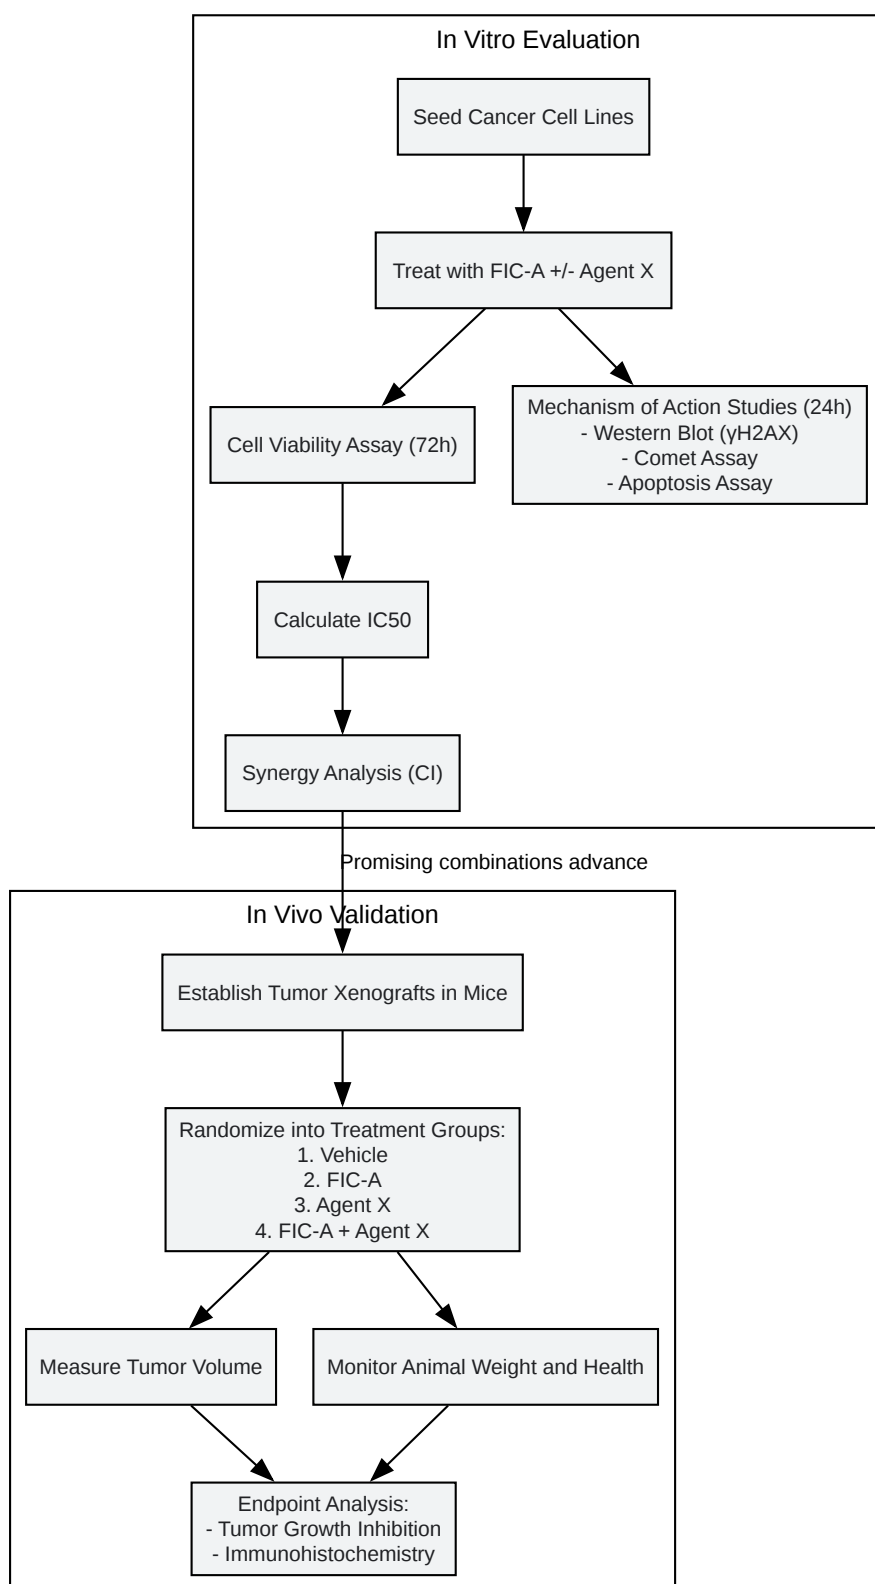 In Vitro Evaluation
Seed Cancer Cell Lines
Treat with FIC-A +/- Agent X
Cell Viability Assay (72h)
Mechanism of Action Studies (24h)
- Western Blot (γH2AX)
- Comet Assay
- Apoptosis Assay
Calculate IC50
Synergy Analysis (CI)
Promising combinations advance
In Vivo Validation
Establish Tumor Xenografts in Mice
Randomize into Treatment Groups:
1. Vehicle
2. FIC-A
3. Agent X
4. FIC-A + Agent X
Measure Tumor Volume
Monitor Animal Weight and Health
Endpoint Analysis:
- Tumor Growth Inhibition
- Immunohistochemistry